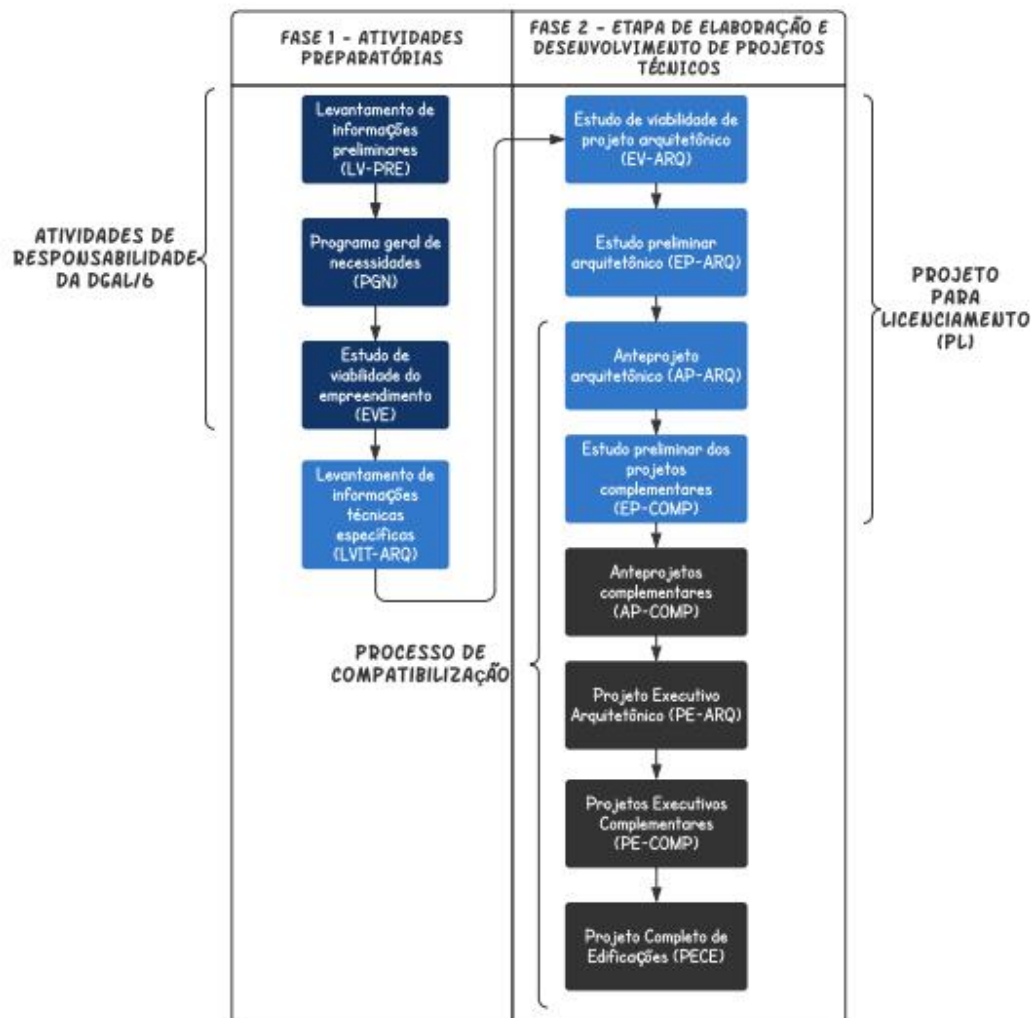 FASE 1 - ATIVIDADES
PREPARATÓRIAS
FASE 2 - ETAPA DE ELABORAÇÃO E
DESENVOLVIMENTO DE PROJETOS
TÉCNICOS
ATIVIDADES DE
RESPONSABILIDADE
DA DGAL/6
Levantamento de
informações
preliminares
(LV-PRE)
Programa geral de
necessidades
(PGN)
Estudo de
viabilidade do
empreendimento
(EVE)
Levantamento de
informações
técnicas
específicas
(LVIT-ARQ)
Estudo de viabilidade de
projeto arquitetônico
(EV-ARQ)
Estudo preliminar
arquitetônico (EP-ARQ)
Anteprojeto
arquitetônico (AP-ARQ)
Estudo preliminar dos
projetos
complementares
(EP-COMP)
PROJETO
PARA
LICENCIAMENTO
(PL)
PROCESSO DE
COMPATIBILIZAÇÃO
Anteprojetos
complementares
(AP-COMP)
Projeto Executivo
Arquitetônico (PE-ARQ)
Projetos Executivos
Complementares
(PE-COMP)
Projeto Completo de
Edificações (PECE)